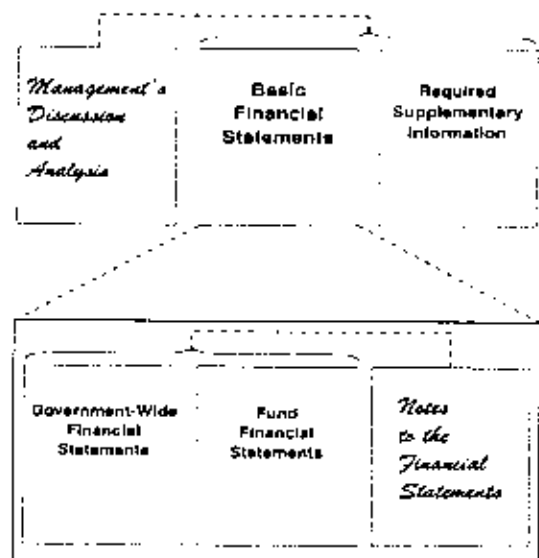 Management's
Discussion
and
Analysis
Basic
Financial
Statements
Required
Supplementary
Information
Government-Wide
Financial
Statements
Fund
Financial
Statements
Notes
to the
Financial
Statements